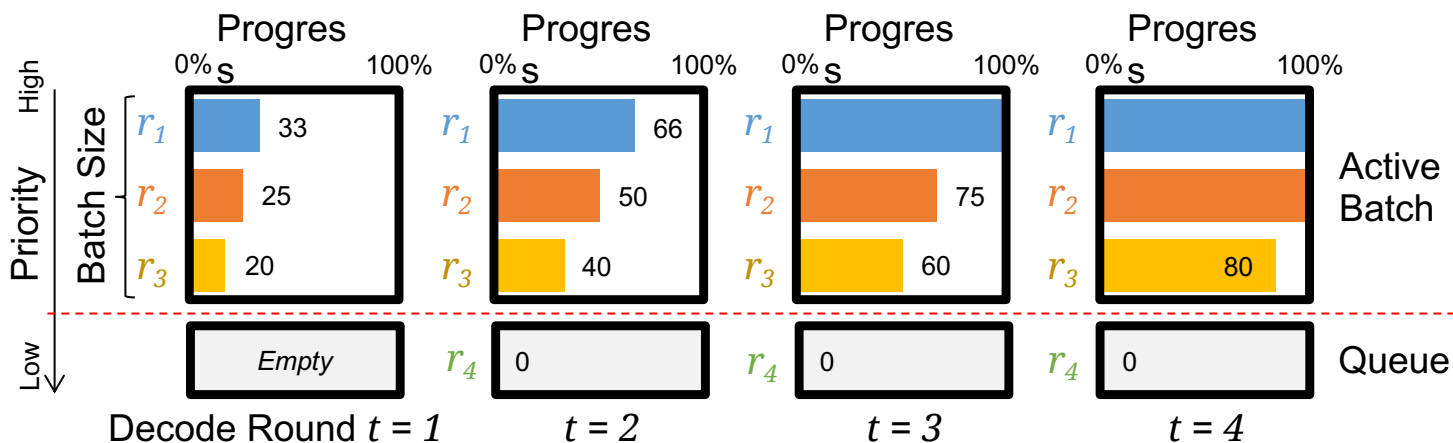 Progres
s
0% 100%
Progres
s
0% 100%
Progres
s
0% 100%
Progres
s
0% 100%
High
Priority
Low
Batch Size
r1 33
r2 25
r3 20
r1 66
r2 50
r3 40
r1
r2 75
r3 60
r1
r2
r3 80
Active
Batch
Empty
r4 0
r4 0
r4 0
Queue
Decode Round t = 1
t = 2
t = 3
t = 4